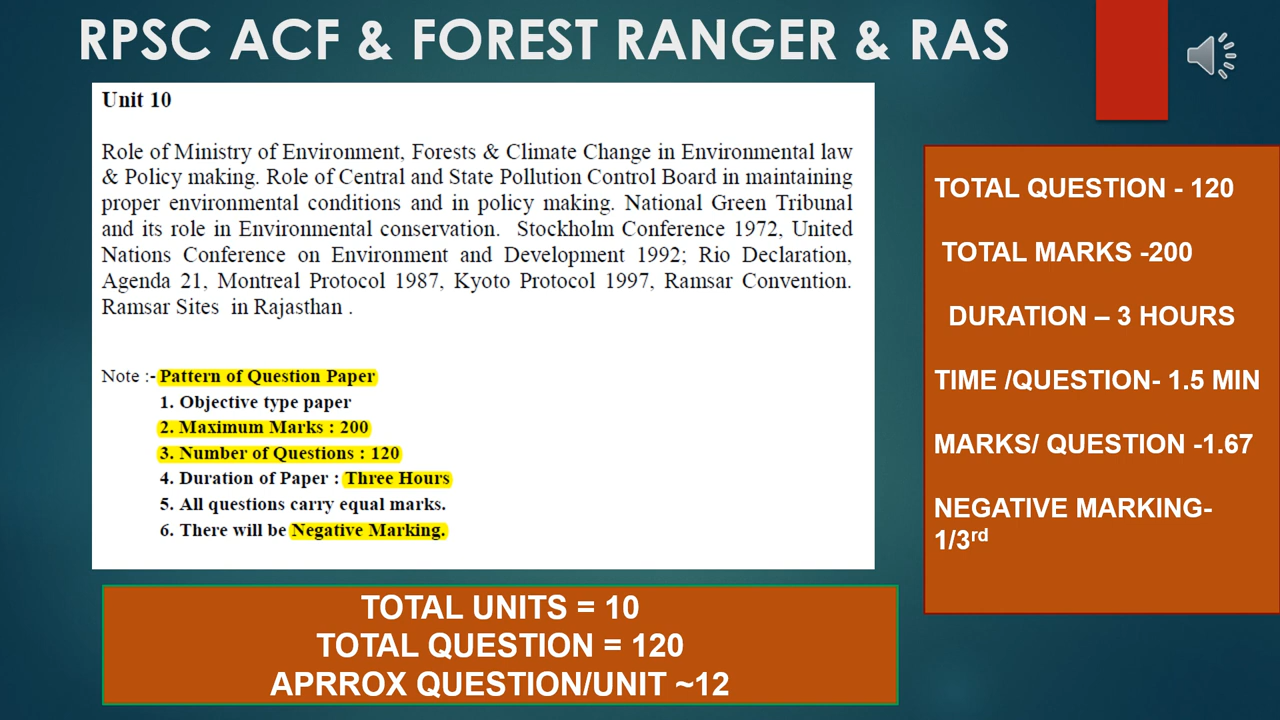 RPSC ACF & FOREST RANGER & RAS
Unit 10
Role of Ministry of Environment, Forests & Climate Change in Environmental law
& Policy making. Role of Central and State Pollution Control Board in maintaining
proper environmental conditions and in policy making. National Green Tribunal
and its role in Environmental conservation. Stockholm Conference 1972, United
Nations Conference on Environment and Development 1992; Rio Declaration,
Agenda 21, Montreal Protocol 1987, Kyoto Protocol 1997, Ramsar Convention.
Ramsar Sites in Rajasthan .
Note :- Pattern of Question Paper
1. Objective type paper
2. Maximum Marks : 200
3. Number of Questions : 120
4. Duration of Paper : Three Hours
5. All questions carry equal marks.
6. There will be Negative Marking.
TOTAL QUESTION - 120
TOTAL MARKS -200
DURATION – 3 HOURS
TIME /QUESTION- 1.5 MIN
MARKS/ QUESTION -1.67
NEGATIVE MARKING-
1/3rd
TOTAL UNITS = 10
TOTAL QUESTION = 120
APRROX QUESTION/UNIT ~12